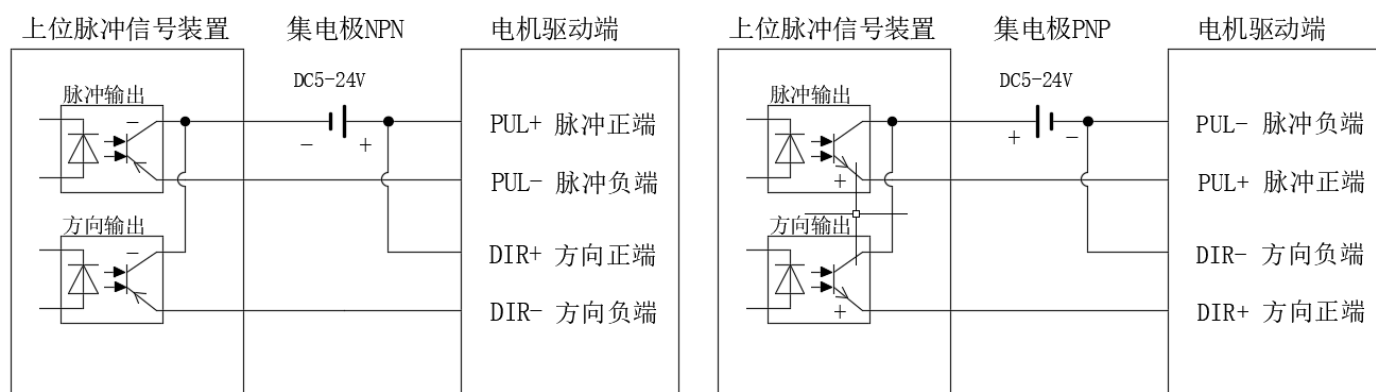 上位脉冲信号装置
集电极NPN
电机驱动端
DC5-24V
脉冲输出
-
- +
PUL+ 脉冲正端
PUL- 脉冲负端
方向输出
-
DIR+ 方向正端
DIR- 方向负端
上位脉冲信号装置
集电极PNP
电机驱动端
DC5-24V
脉冲输出
+ -
PUL- 脉冲负端
+
PUL+ 脉冲正端
方向输出
DIR- 方向负端
+
DIR+ 方向正端